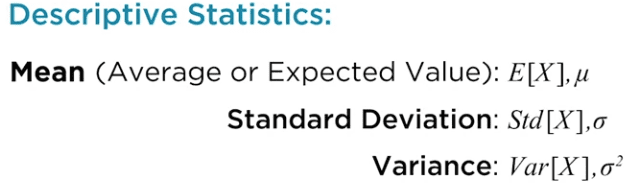 Descriptive Statistics:
Mean (Average or Expected Value): E[X],μ
Standard Deviation: Std[X],σ
Variance: Var[X],σ²